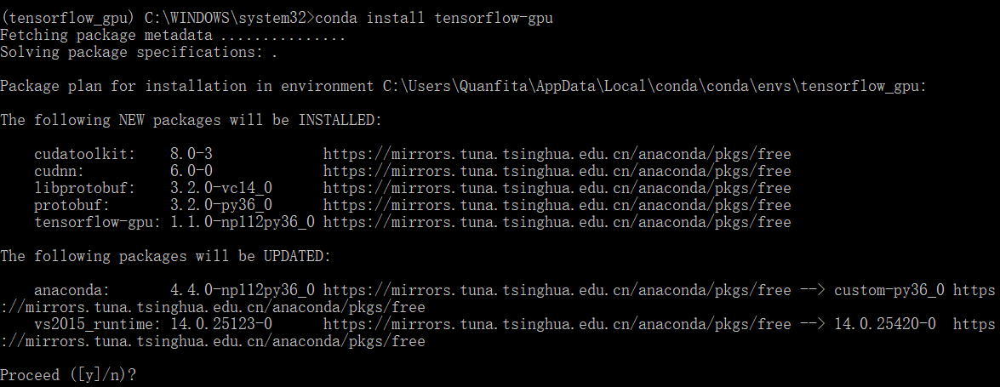 (tensorflow_gpu) C:\WINDOWS\system32>conda install tensorflow-gpu
Fetching package metadata ...............
Solving package specifications: .
Package plan for installation in environment C:\Users\Quanfita\AppData\Local\conda\conda\envs\tensorflow_gpu:
The following NEW packages will be INSTALLED:
    cudatoolkit:    8.0-3             https://mirrors.tuna.tsinghua.edu.cn/anaconda/pkgs/free
    cudnn:          6.0-0             https://mirrors.tuna.tsinghua.edu.cn/anaconda/pkgs/free
    libprotobuf:    3.2.0-vc14_0      https://mirrors.tuna.tsinghua.edu.cn/anaconda/pkgs/free
    protobuf:       3.2.0-py36_0      https://mirrors.tuna.tsinghua.edu.cn/anaconda/pkgs/free
    tensorflow-gpu: 1.1.0-np112py36_0 https://mirrors.tuna.tsinghua.edu.cn/anaconda/pkgs/free
The following packages will be UPDATED:
    anaconda:       4.4.0-np112py36_0 https://mirrors.tuna.tsinghua.edu.cn/anaconda/pkgs/free --> custom-py36_0 https
://mirrors.tuna.tsinghua.edu.cn/anaconda/pkgs/free
    vs2015_runtime: 14.0.25123-0      https://mirrors.tuna.tsinghua.edu.cn/anaconda/pkgs/free --> 14.0.25420-0  https
://mirrors.tuna.tsinghua.edu.cn/anaconda/pkgs/free
Proceed ([y]/n)?